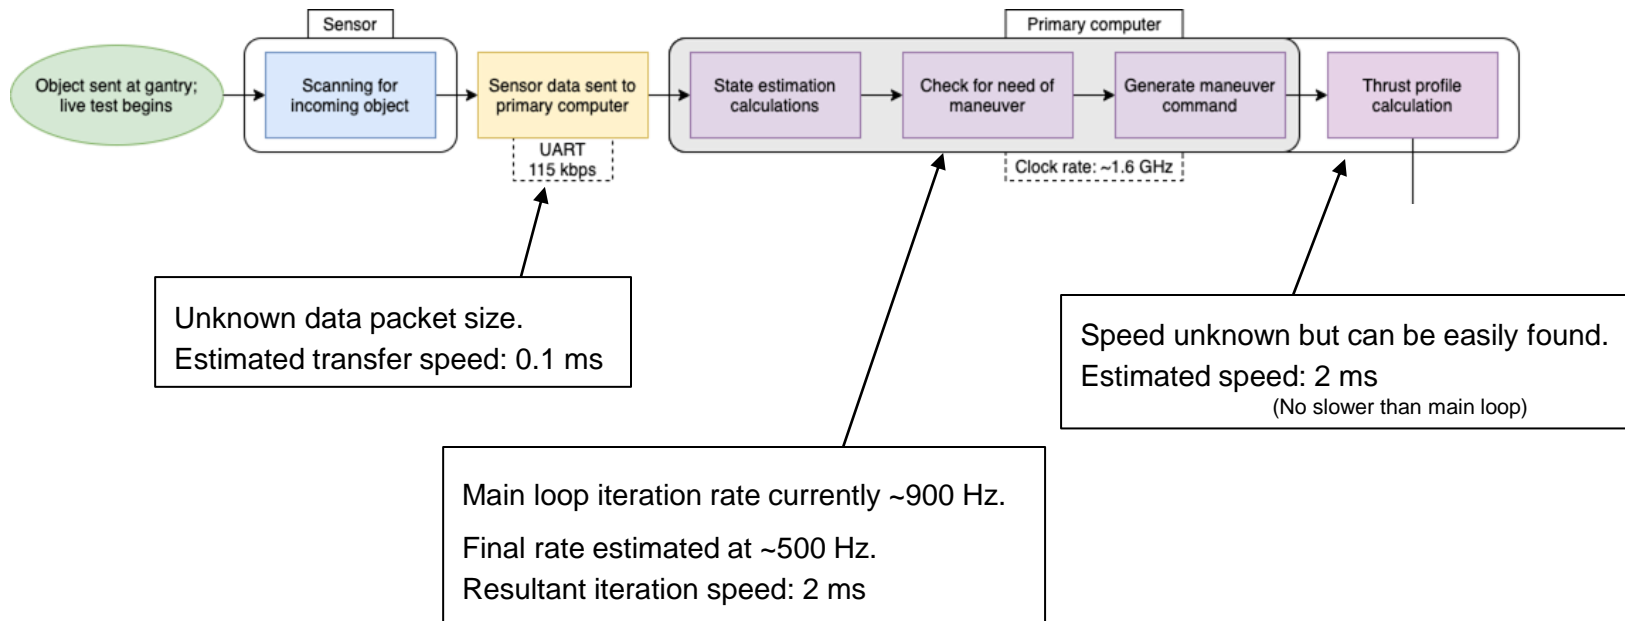 Sensor
Primary computer
Object sent at gantry;
live test begins
Scanning for
incoming object
Sensor data sent to
primary computer
State estimation
calculations
Check for need of
maneuver
Generate maneuver
command
Thrust profile
calculation
UART
115 kbps
Clock rate: ~1.6 GHz
Unknown data packet size.
Estimated transfer speed: 0.1 ms
Speed unknown but can be easily found.
Estimated speed: 2 ms
(No slower than main loop)
Main loop iteration rate currently ~900 Hz.
Final rate estimated at ~500 Hz.
Resultant iteration speed: 2 ms